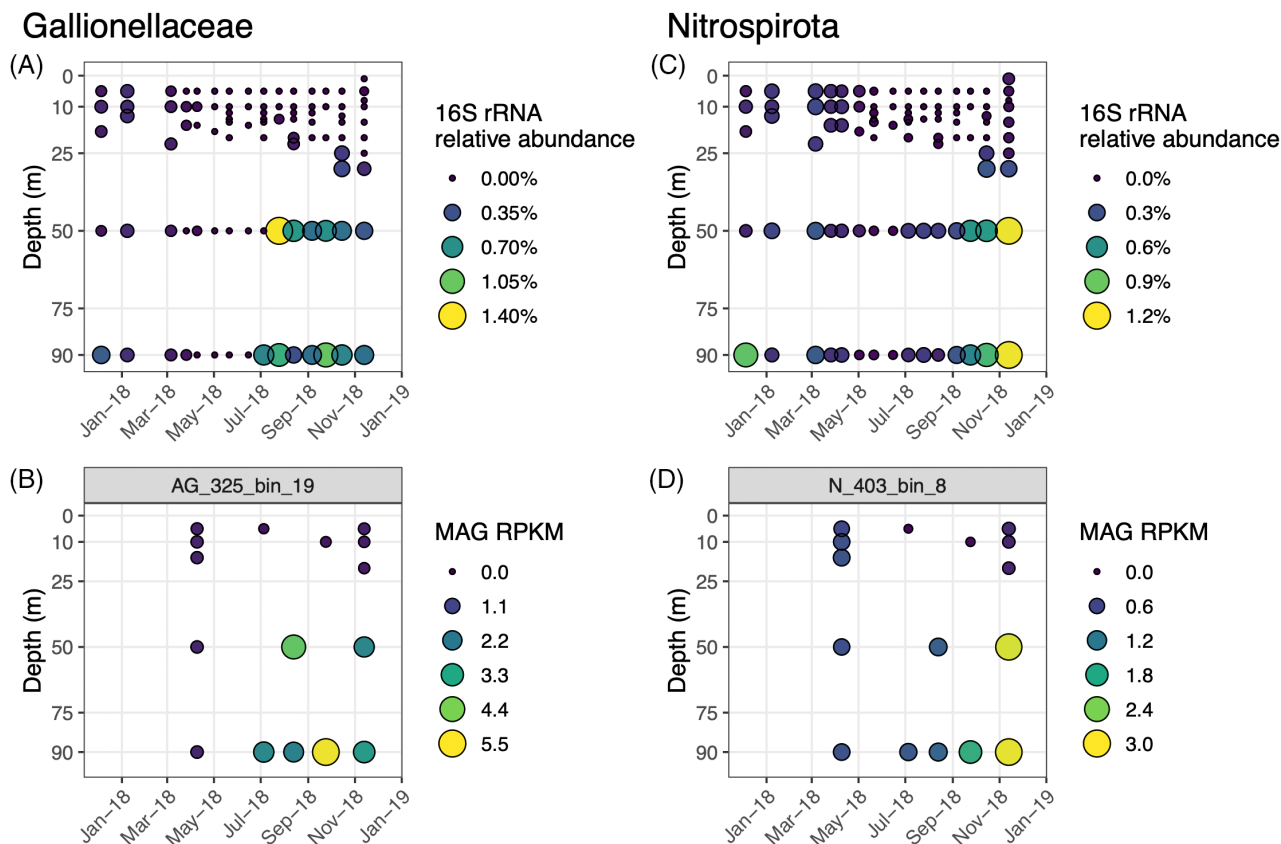 Gallionellaceae
(A)
0
10
25
50
75
90
Depth (m)
Jan–18
Mar–18
May–18
Jul–18
Sep–18
Nov–18
Jan–19
16S rRNA
relative abundance
0.00%
0.35%
0.70%
1.05%
1.40%
Nitrospirota
(C)
0
10
25
50
75
90
Depth (m)
Jan–18
Mar–18
May–18
Jul–18
Sep–18
Nov–18
Jan–19
16S rRNA
relative abundance
0.0%
0.3%
0.6%
0.9%
1.2%
(B)
AG_325_bin_19
0
10
25
50
75
90
Depth (m)
Jan–18
Mar–18
May–18
Jul–18
Sep–18
Nov–18
Jan–19
MAG RPKM
0.0
1.1
2.2
3.3
4.4
5.5
(D)
N_403_bin_8
0
10
25
50
75
90
Depth (m)
Jan–18
Mar–18
May–18
Jul–18
Sep–18
Nov–18
Jan–19
MAG RPKM
0.0
0.6
1.2
1.8
2.4
3.0